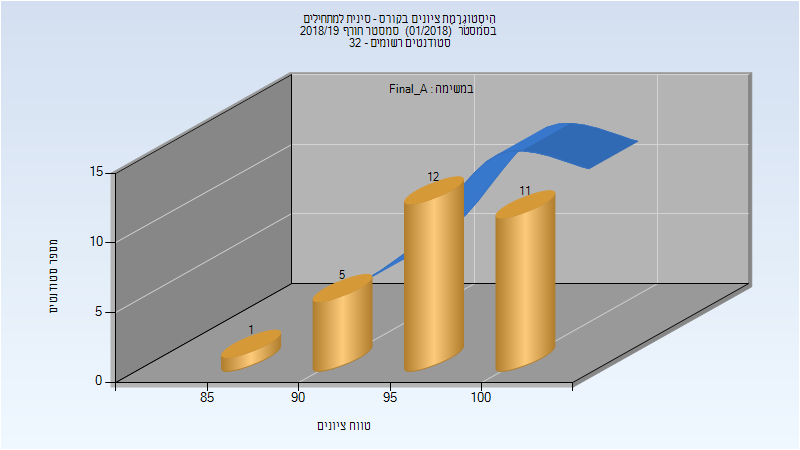 היסטוגרמת ציונים בקורס - סינית למתחילים
בסמסטר (01/2018) סמסטר חורף 2018/19
סטודנטים רשומים - 32
במשימה : Final_A
15
10
5
0
1
5
12
11
85
90
95
100
מספר סטודנטים
טווח ציונים